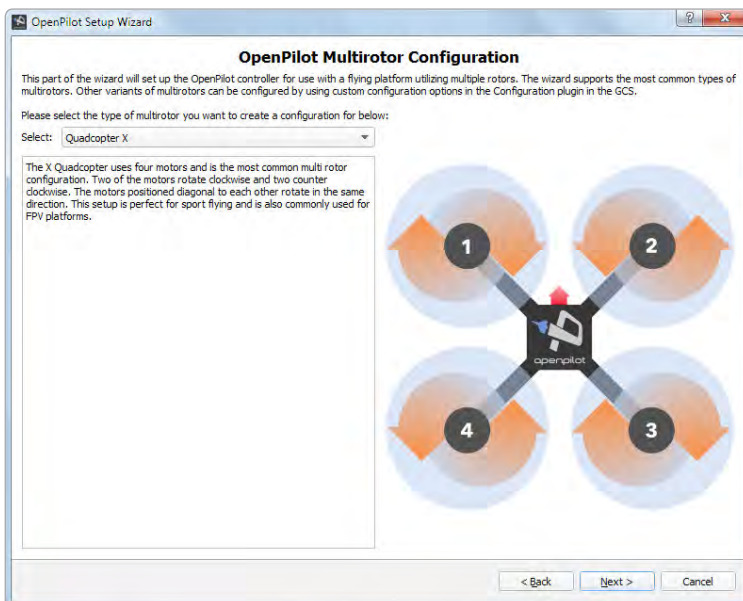 OpenPilot Setup Wizard
OpenPilot Multirotor Configuration
This part of the wizard will set up the OpenPilot controller for use with a flying platform utilizing multiple rotors. The wizard supports the most common types of
multirotors. Other variants of multirotors can be configured by using custom configuration options in the Configuration plugin in the GCS.
Please select the type of multirotor you want to create a configuration for below:
Select: Quadcopter X
The X Quadcopter uses four motors and is the most common multi rotor
configuration. Two of the motors rotate clockwise and two counter
clockwise. The motors positioned diagonal to each other rotate in the same
direction. This setup is perfect for sport flying and is also commonly used for
FPV platforms.
1 2
openpilot
4 3
< Back Next > Cancel